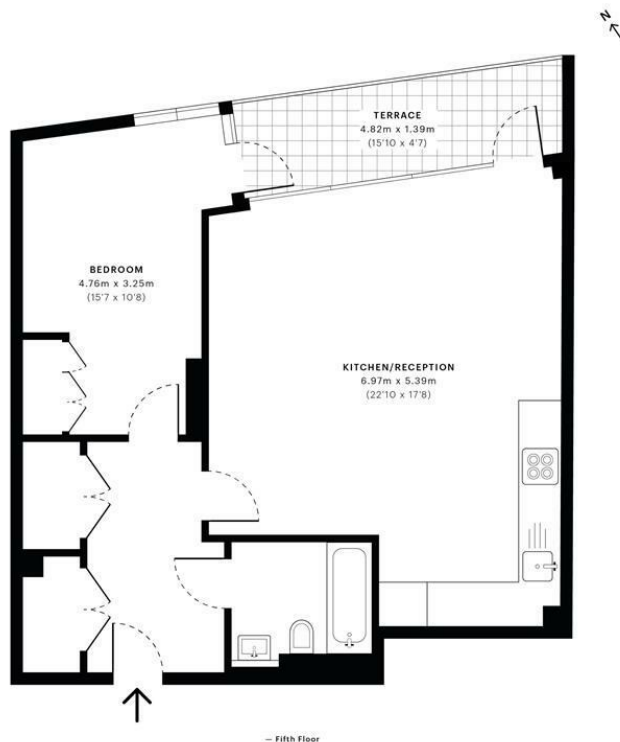 N
TERRACE
4.82m x 1.39m
(15'10 x 4'7)
BEDROOM
4.76m x 3.25m
(15'7 x 10'8)
KITCHEN/RECEPTION
6.97m x 5.39m
(22'10 x 17'8)
— Fifth Floor